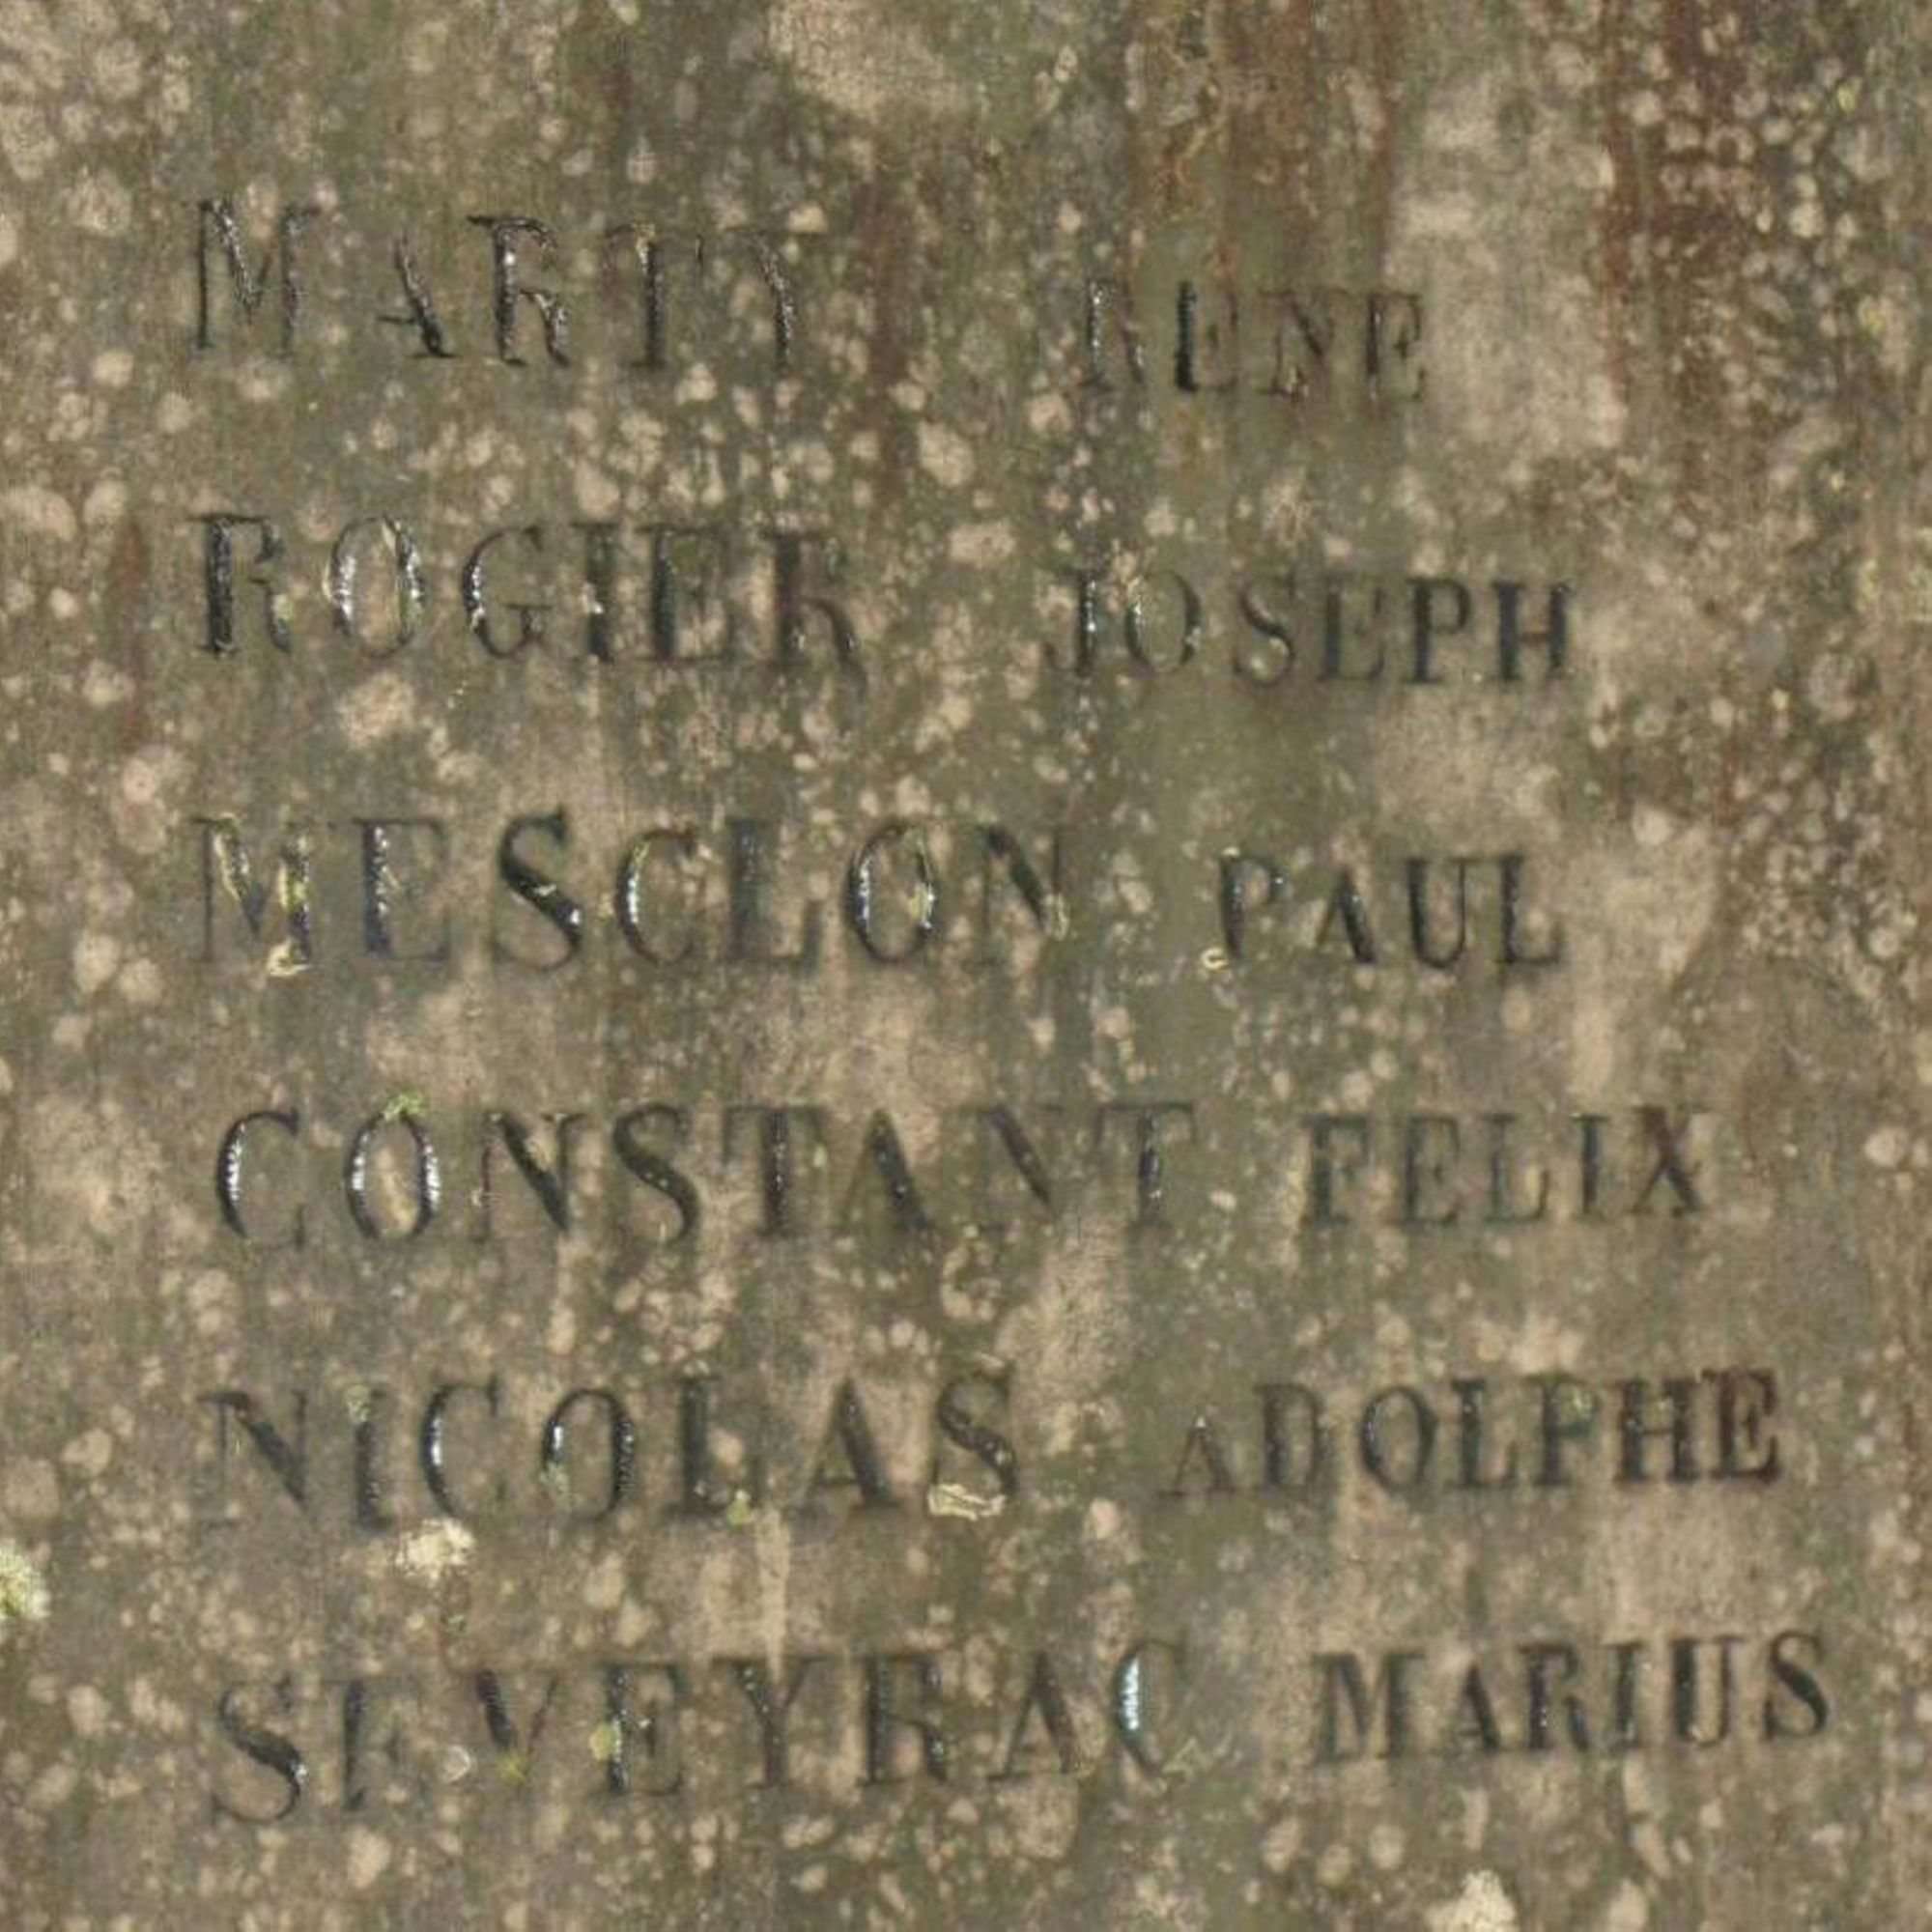 MARTY RENE
ROGIER JOSEPH
MESCLON PAUL
CONSTANT FELIX
NICOLAS ADOLPHE
SEVEYRAC MARIUS